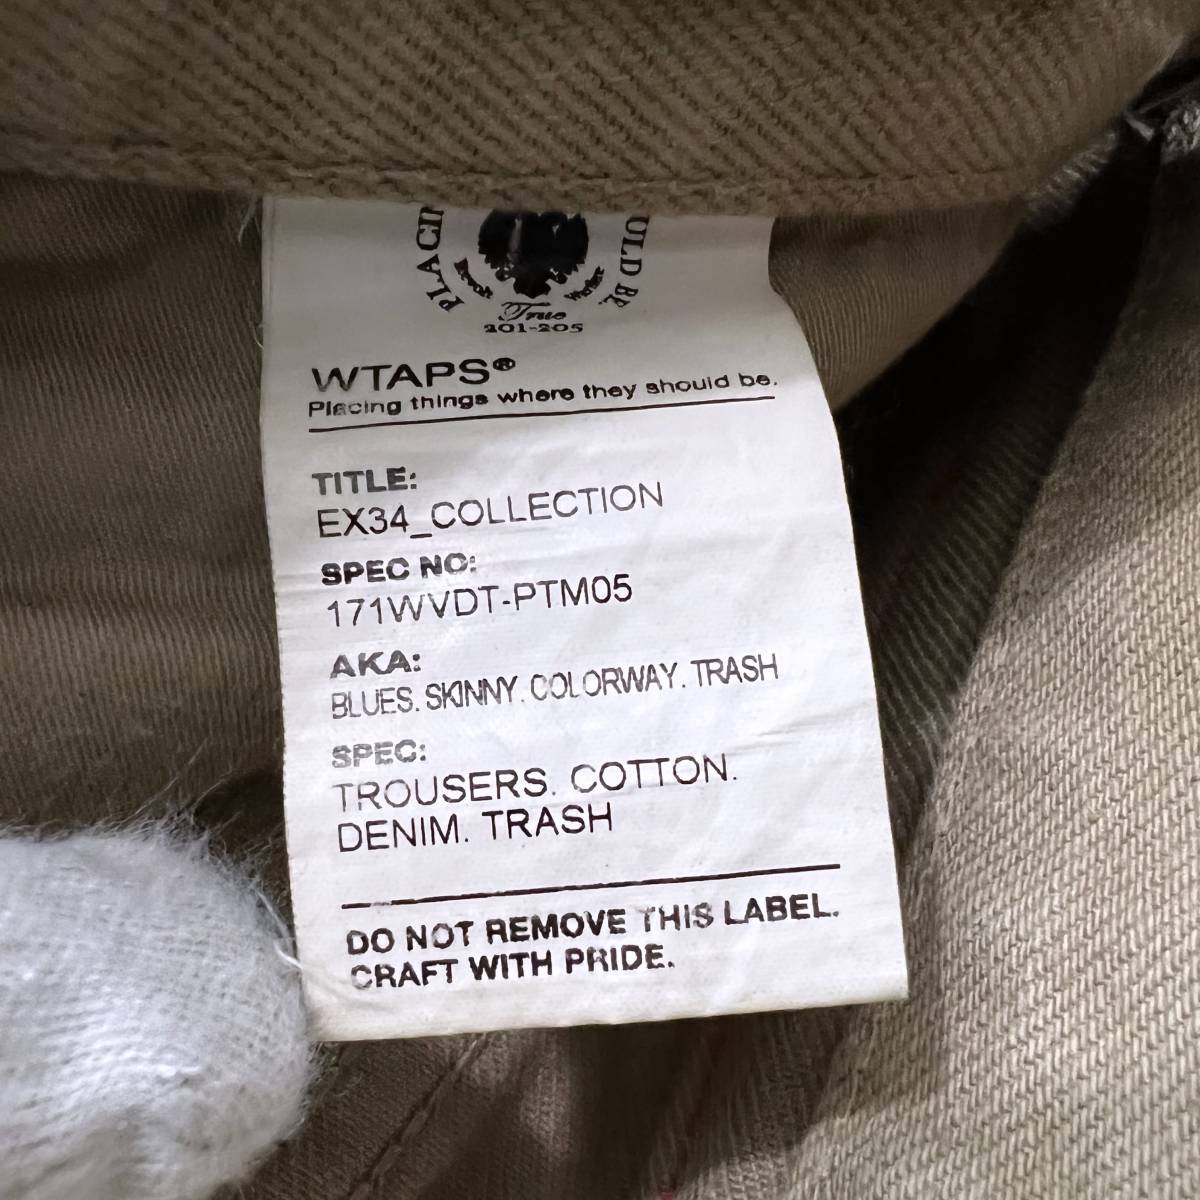 True
201-205
WTAPS®
Placing things where they should be.
TITLE:
EX34_COLLECTION
SPEC NO:
171WVDT-PTM05
AKA:
BLUES. SKINNY. COLORWAY. TRASH
SPEC:
TROUSERS. COTTON.
DENIM. TRASH
DO NOT REMOVE THIS LABEL.
CRAFT WITH PRIDE.